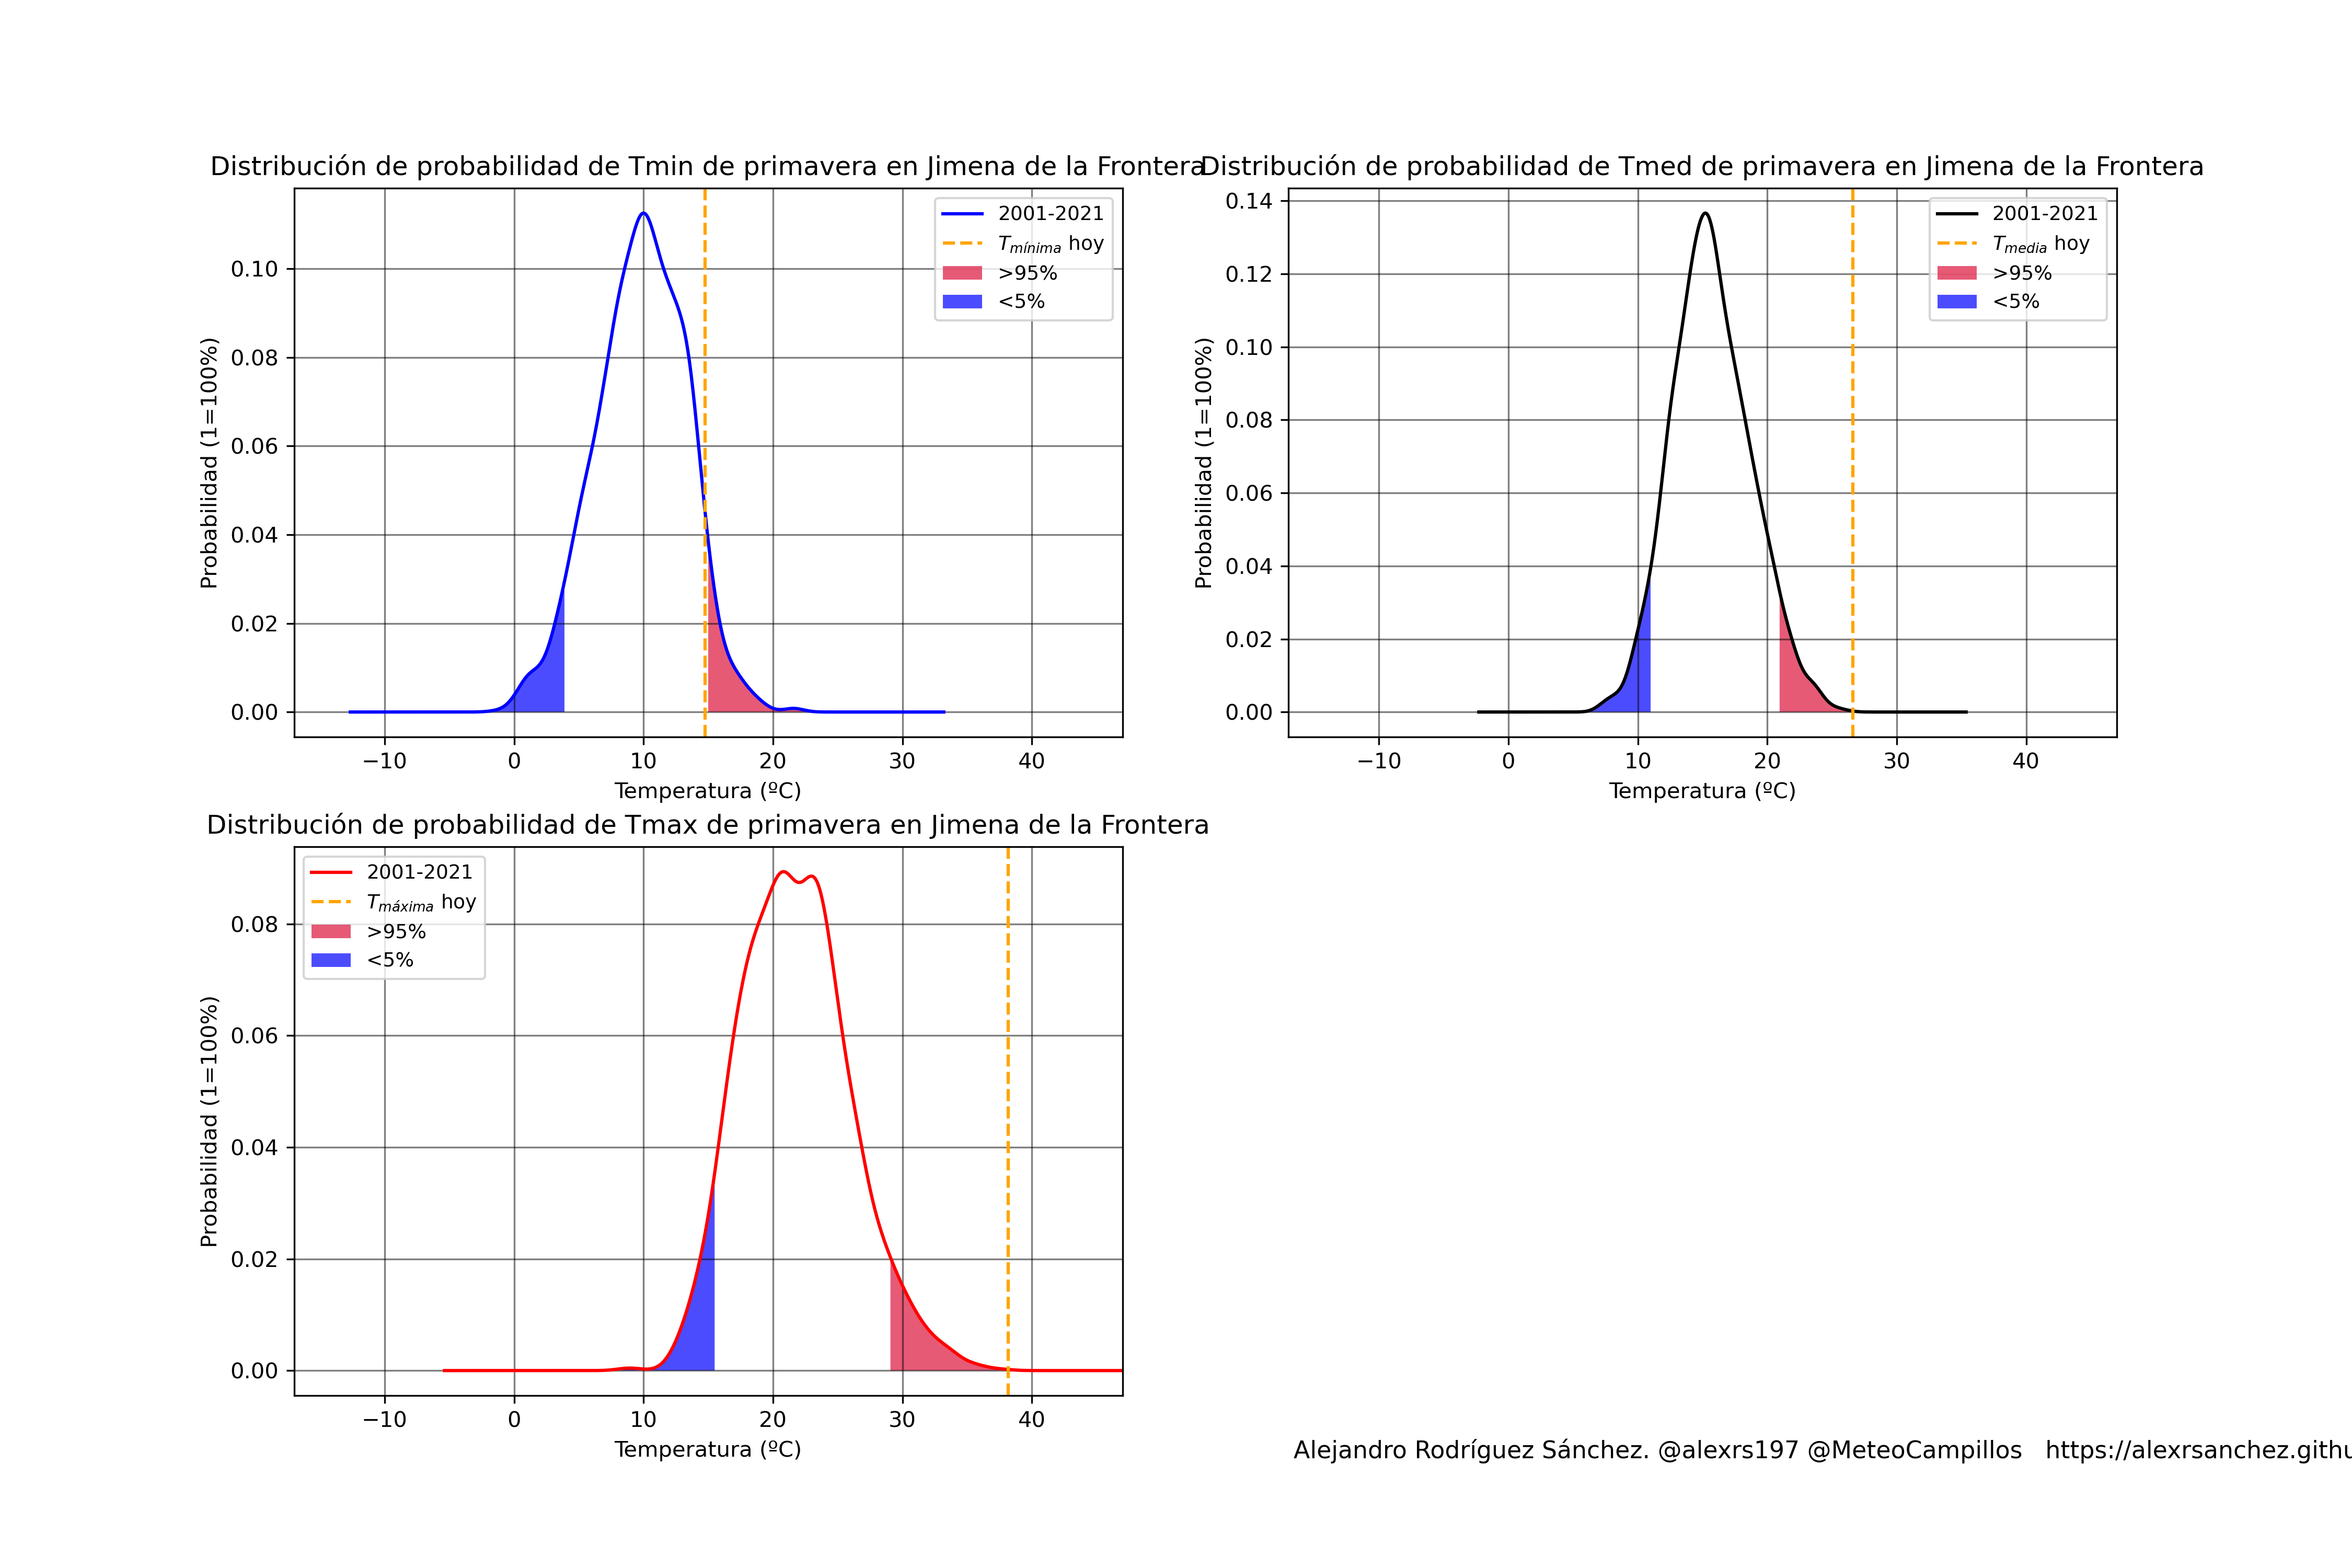 Distribución de probabilidad de Tmin de primavera en Jimena de la Frontera
Probabilidad (1=100%)
0.10
0.08
0.06
0.04
0.02
0.00
2001-2021
Tmínima hoy
>95%
<5%
−10 0 10 20 30 40
Temperatura (ºC)
Distribución de probabilidad de Tmed de primavera en Jimena de la Frontera
Probabilidad (1=100%)
0.14
0.12
0.10
0.08
0.06
0.04
0.02
0.00
2001-2021
Tmedia hoy
>95%
<5%
−10 0 10 20 30 40
Temperatura (ºC)
Distribución de probabilidad de Tmax de primavera en Jimena de la Frontera
Probabilidad (1=100%)
0.08
0.06
0.04
0.02
0.00
2001-2021
Tmáxima hoy
>95%
<5%
−10 0 10 20 30 40
Temperatura (ºC)
Alejandro Rodríguez Sánchez. @alexrs197 @MeteoCampillos https://alexrsanchez.githu